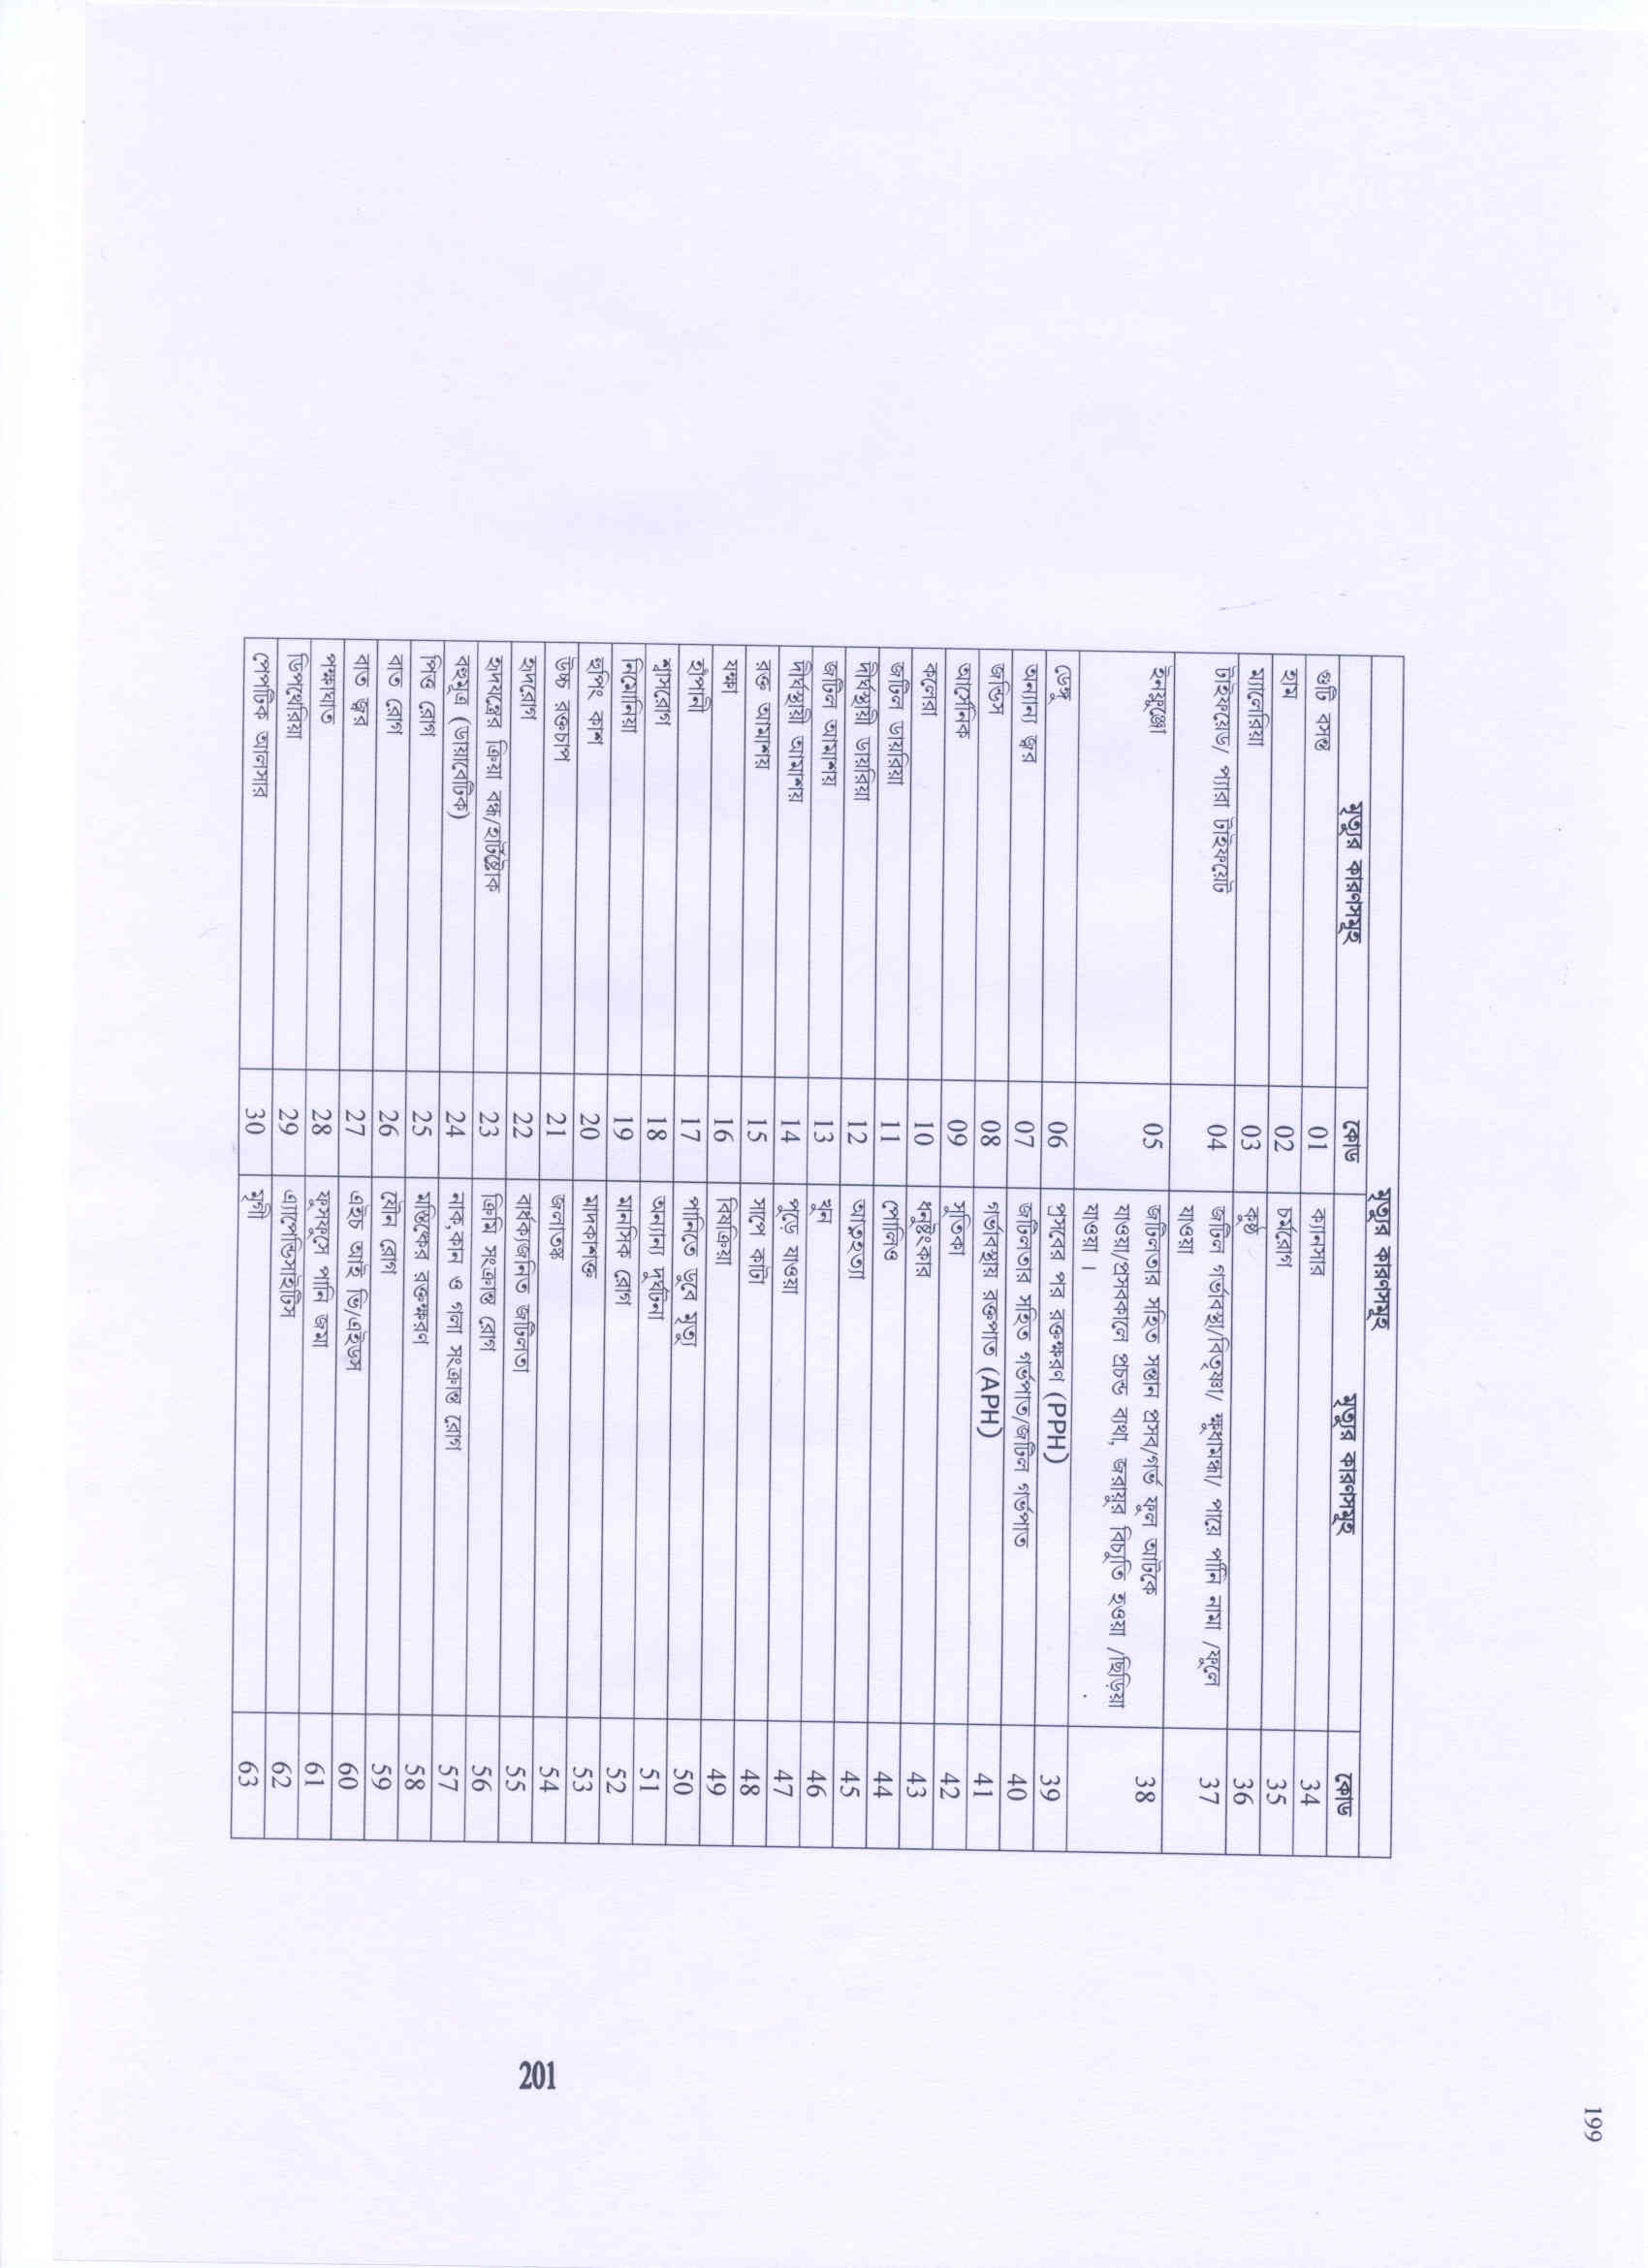 মৃত্যুর কারণসমূহ
মৃত্যুর কারণসমূহ কোড মৃত্যুর কারণসমূহ কোড
গুটি বসন্ত 01 ক্যানসার 34
হাম 02 চর্মরোগ 35
ম্যালেরিয়া 03 কুষ্ঠ 36
টাইফয়েড/ প্যারা টাইফয়েট 04 জটিল গর্ভাবস্থা/বিতৃষ্ণা/ ক্ষুধামন্ধা/ পায়ে পানি নামা /ফুলে 37
যাওয়া
ইনফ্লুঞ্জো 05 জটিলতার সহিত সন্তান প্রসব/গর্ভ ফুল আটকে 38
যাওয়া/প্রসবকালে প্রচন্ড ব্যথা, জরায়ুর বিচ্যুতি হওয়া /ছিড়িয়া
যাওয়া ।
ডেঙ্গু 06 প্রসবের পর রক্তক্ষরণ (PPH) 39
অন্যান্য জ্বর 07 জটিলতার সহিত গর্ভপাত/জটিল গর্ভপাত 40
জন্ডিস 08 গর্ভাবস্থায় রক্তপাত (APH) 41
আর্সেনিক 09 সুতিকা 42
কলেরা 10 ধনুষ্টংকার 43
জটিল ডায়রিয়া 11 পোলিও 44
দীর্ঘস্থায়ী ডায়রিয়া 12 আত্নহত্যা 45
জটিল আমাশয় 13 খুন 46
দীর্ঘস্থায়ী আমাশয় 14 পুড়ে যাওয়া 47
রক্ত আমাশয় 15 সাপে কাটা 48
যক্ষা 16 বিষক্রিয়া 49
হাঁপানী 17 পানিতে ডুবে মৃত্যু 50
শ্বাসরোগ 18 অন্যান্য দুর্ঘটনা 51
নিমোনিয়া 19 মানসিক রোগ 52
হুপিং কাশ 20 মাদকাশক্ত 53
উচ্চ রক্তচাপ 21 জলাতঙ্ক 54
হৃদরোগ 22 বার্ধক্যজনিত জটিলতা 55
হৃদযন্ত্রের ক্রিয়া বন্ধ/হার্টষ্ট্রোক 23 ক্রিমি সংক্রান্ত রোগ 56
বহুমুত্র (ডায়াবেটিক) 24 নাক,কান ও গলা সংক্রান্ত রোগ 57
পিত্ত রোগ 25 মস্তিস্কের রক্তক্ষরণ 58
বাত রোগ 26 যৌন রোগ 59
বাত জ্বর 27 এইচ আই ভি/এইডস 60
পক্ষাঘাত 28 ফুসফুসে পানি জমা 61
ডিপথেরিয়া 29 এ্যাপেন্ডিসাইটিস 62
পেপটিক আলসার 30 মৃগী 63
201
199